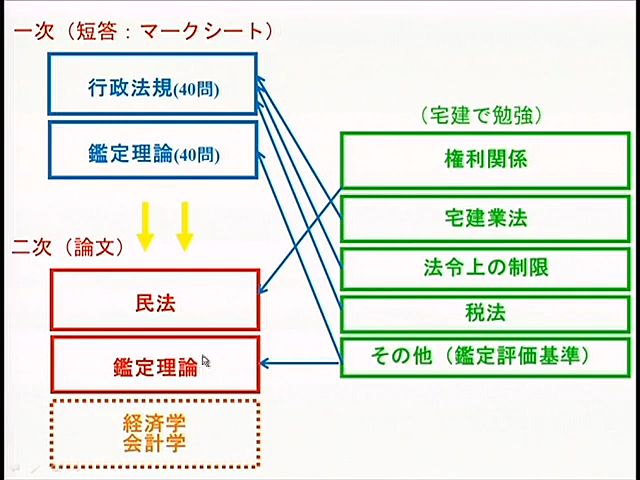 一次（短答：マークシート）
行政法規(40問)
鑑定理論(40問)
二次（論文）
民法
鑑定理論
経済学
会計学
（宅建で勉強）
権利関係
宅建業法
法令上の制限
税法
その他（鑑定評価基準）